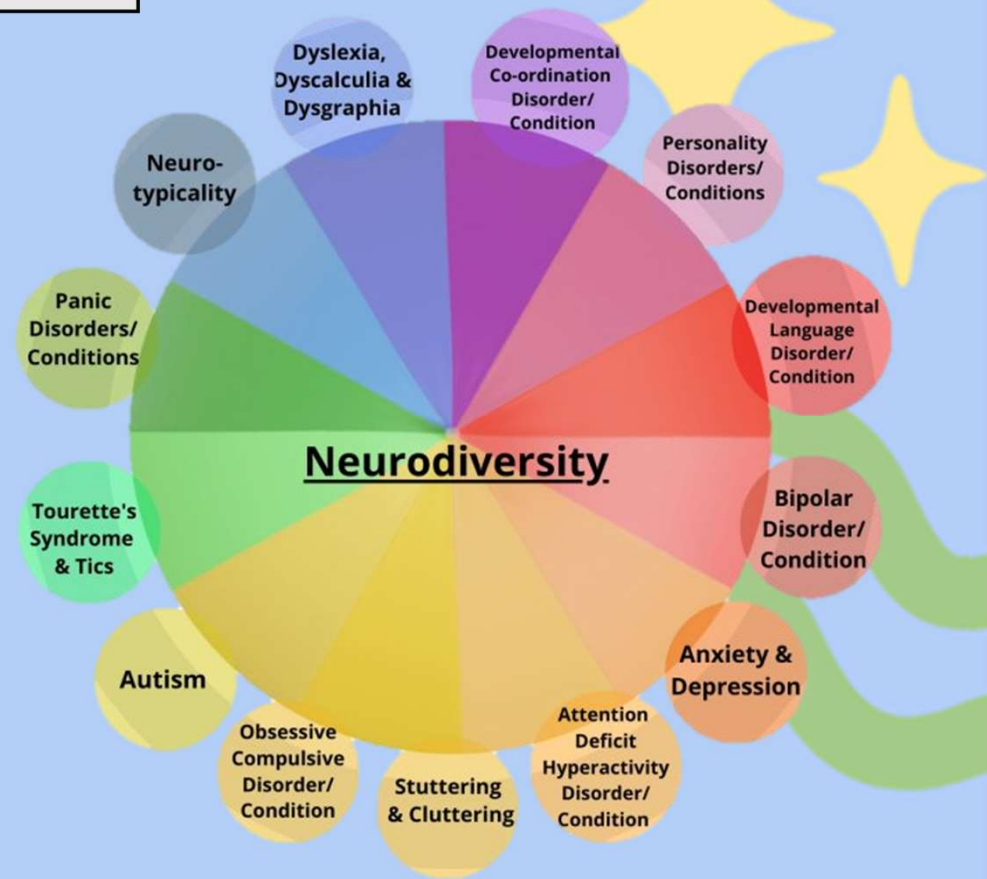 Dyslexia,
Dyscalculia &
Dysgraphia
Developmental
Co-ordination
Disorder/
Condition
Personality
Disorders/
Conditions
Developmental
Language
Disorder/
Condition
Bipolar
Disorder/
Condition
Anxiety &
Depression
Attention
Deficit
Hyperactivity
Disorder/
Condition
Stuttering
& Cluttering
Obsessive
Compulsive
Disorder/
Condition
Autism
Tourette's
Syndrome
& Tics
Panic
Disorders/
Conditions
Neuro-
typicality
Neurodiversity